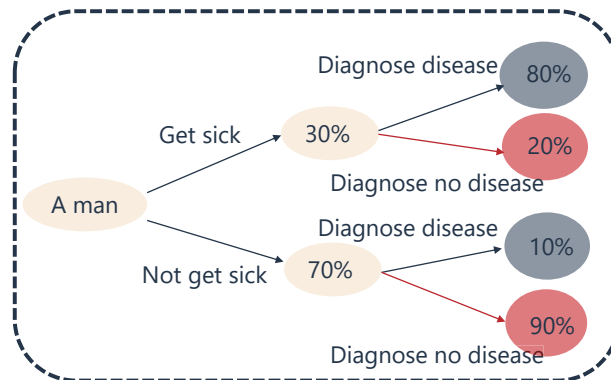 Diagnose disease
80%
Get sick
30%
20%
Diagnose no disease
A man
Diagnose disease
10%
Not get sick
70%
90%
Diagnose no disease